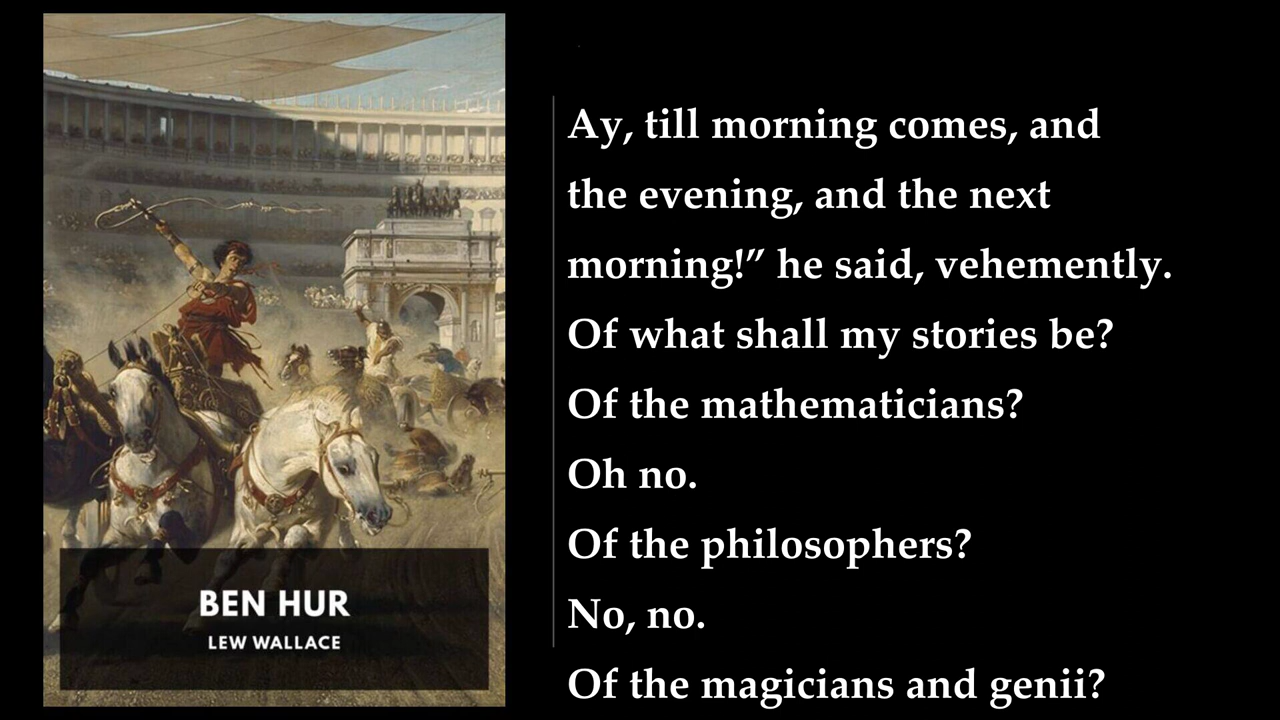 BEN HUR
LEW WALLACE
Ay, till morning comes, and
the evening, and the next
morning!” he said, vehemently.
Of what shall my stories be?
Of the mathematicians?
Oh no.
Of the philosophers?
No, no.
Of the magicians and genii?